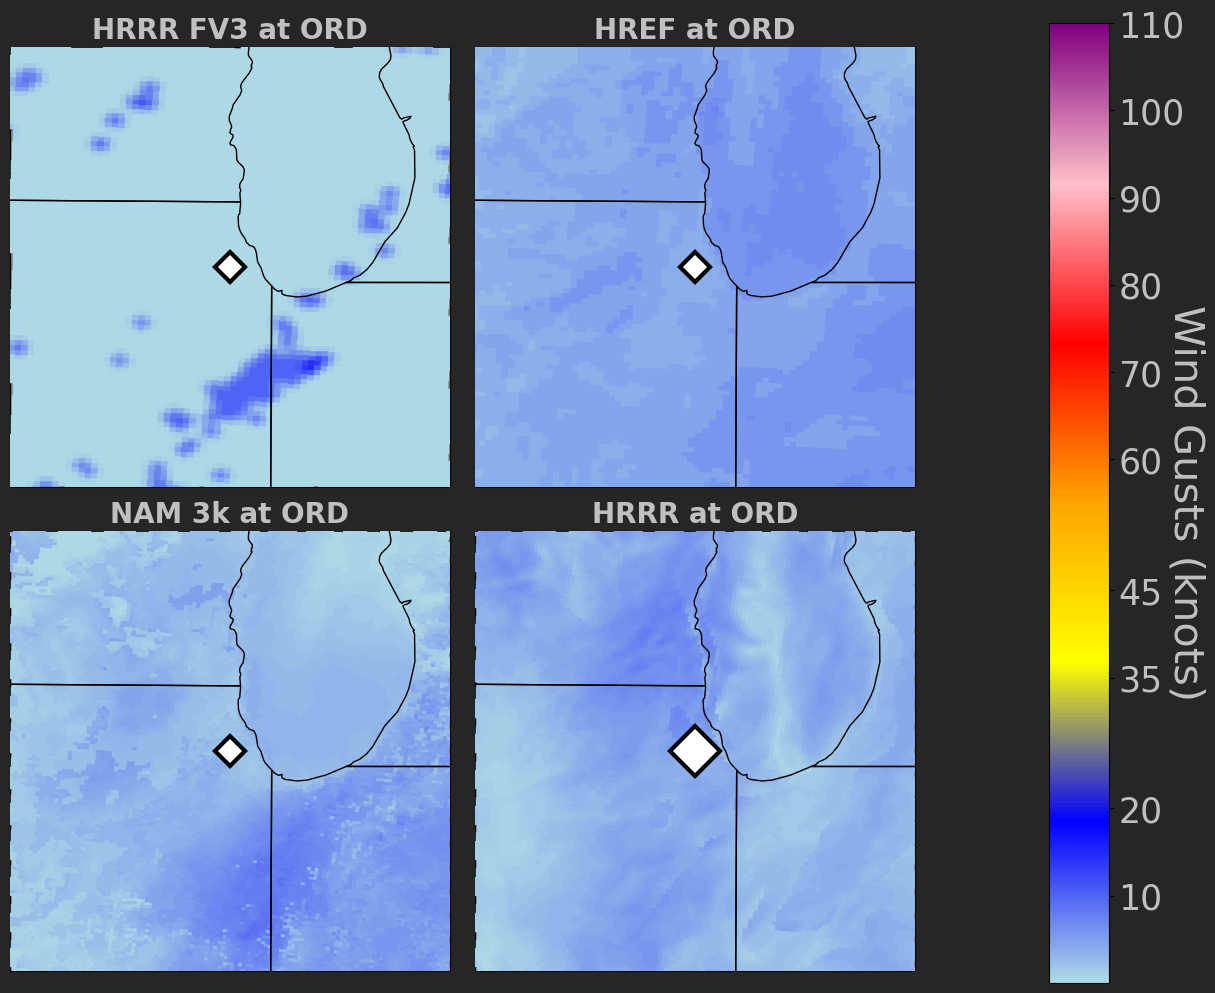 HRRR FV3 at ORD
HREF at ORD
NAM 3k at ORD
HRRR at ORD
110
100
90
80
70
60
45
35
20
10
Wind Gusts (knots)